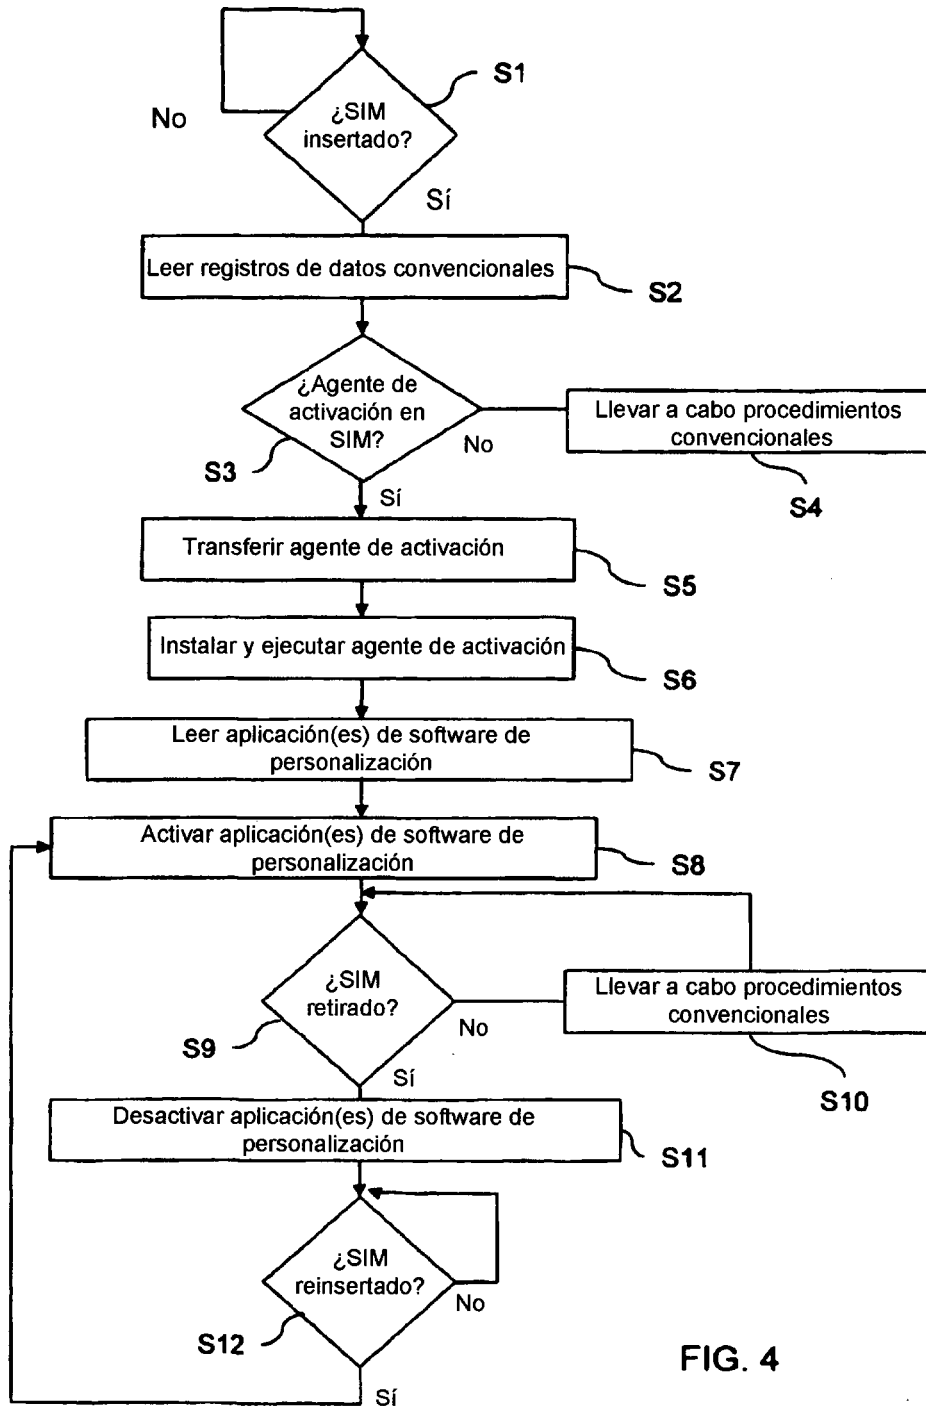 S1
¿SIM
insertado?
No
Sí
Leer registros de datos convencionales
S2
¿Agente de
activación en
SIM?
S3
No
Llevar a cabo procedimientos
convencionales
S4
Sí
Transferir agente de activación
S5
Instalar y ejecutar agente de activación
S6
Leer aplicación(es) de software de
personalización
S7
Activar aplicación(es) de software de
personalización
S8
¿SIM
retirado?
S9
No
Llevar a cabo procedimientos
convencionales
S10
Sí
Desactivar aplicación(es) de software de
personalización
S11
¿SIM
reinsertado?
No
S12
Sí
FIG. 4